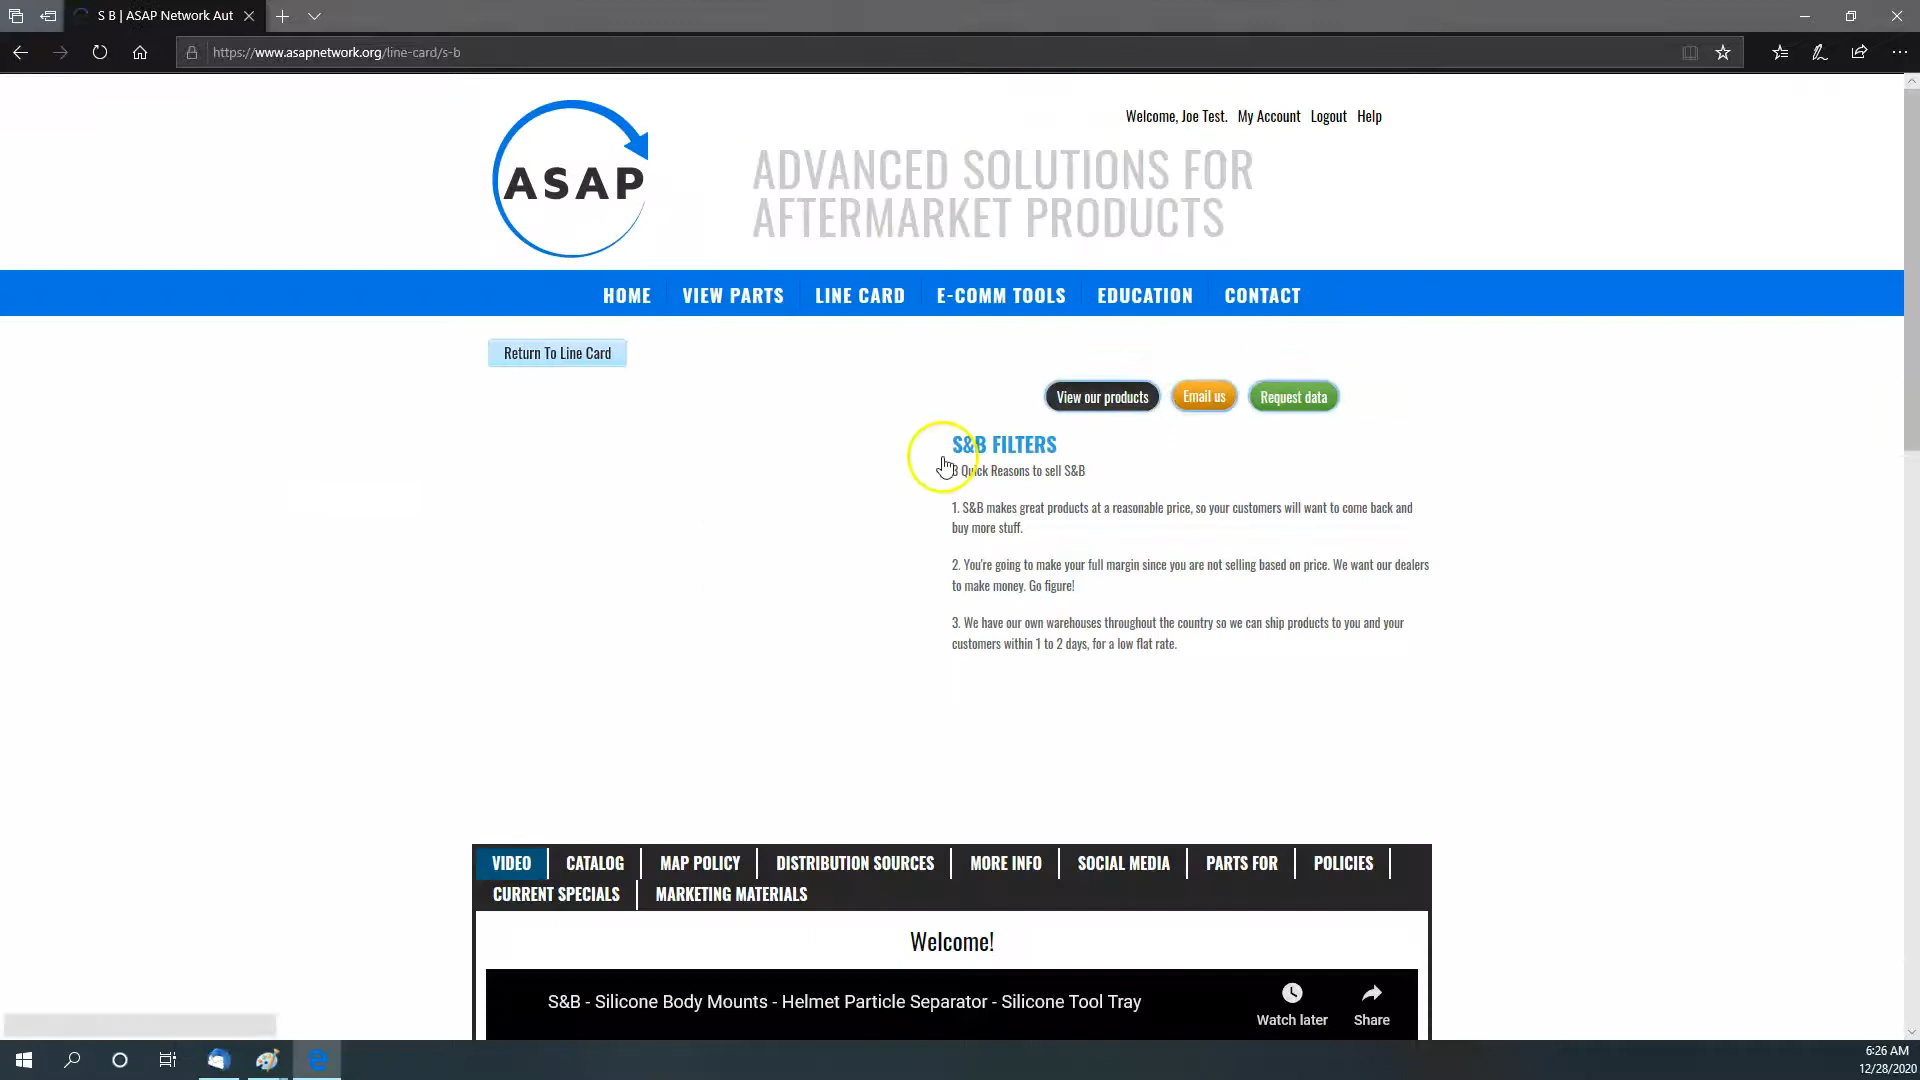 S B | ASAP Network Aut
https://www.asapnetwork.org/line-card/s-b
Welcome, Joe Test. My Account Logout Help
ASAP
ADVANCED SOLUTIONS FOR
AFTERMARKET PRODUCTS
HOME VIEW PARTS LINE CARD E-COMM TOOLS EDUCATION CONTACT
Return To Line Card
View our products Email us Request data
S&B FILTERS
3 Quick Reasons to sell S&B
1. S&B makes great products at a reasonable price, so your customers will want to come back and
buy more stuff.
2. You're going to make your full margin since you are not selling based on price. We want our dealers
to make money. Go figure!
3. We have our own warehouses throughout the country so we can ship products to you and your
customers within 1 to 2 days, for a low flat rate.
VIDEO CATALOG MAP POLICY DISTRIBUTION SOURCES MORE INFO SOCIAL MEDIA PARTS FOR POLICIES
CURRENT SPECIALS MARKETING MATERIALS
Welcome!
S&B - Silicone Body Mounts - Helmet Particle Separator - Silicone Tool Tray
Watch later Share
6:26 AM
12/28/2020